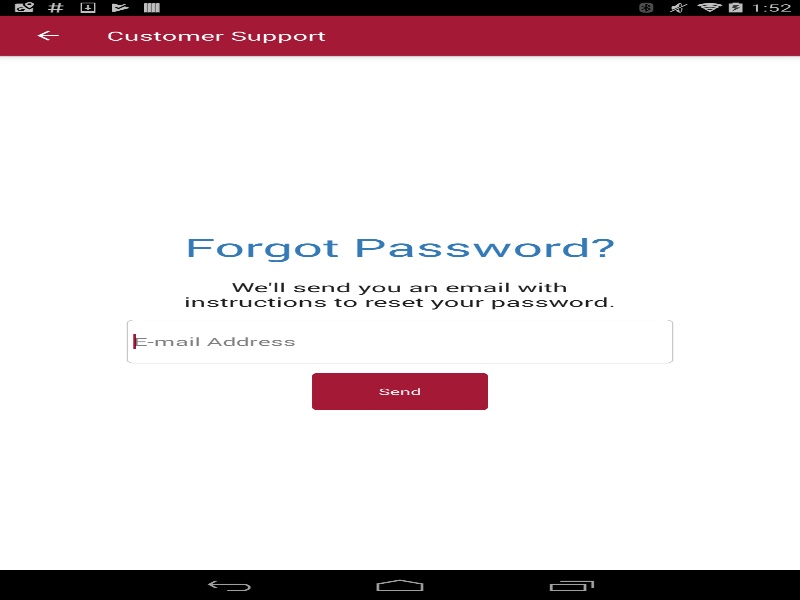 1:52
Customer Support
Forgot Password?
We'll send you an email with
instructions to reset your password.
E-mail Address
Send